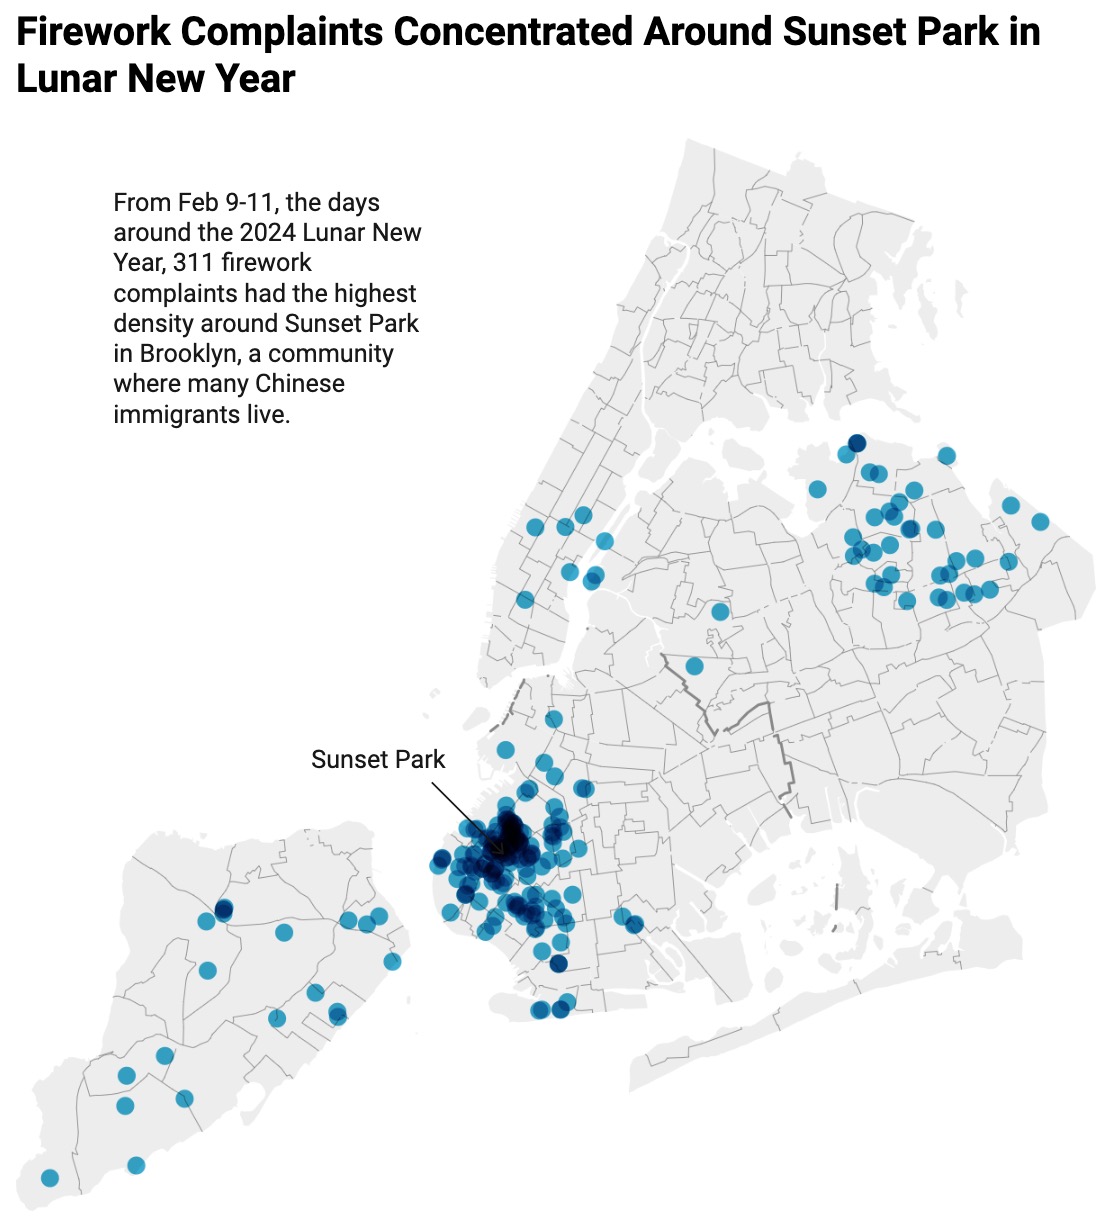 Firework Complaints Concentrated Around Sunset Park in
Lunar New Year
From Feb 9-11, the days
around the 2024 Lunar New
Year, 311 firework
complaints had the highest
density around Sunset Park
in Brooklyn, a community
where many Chinese
immigrants live.
Sunset Park